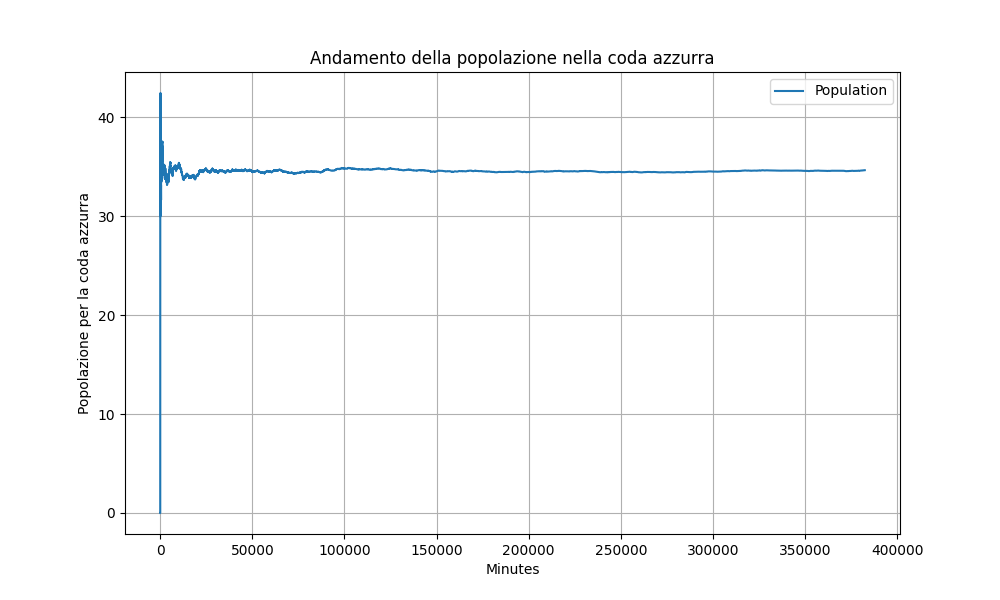 Andamento della popolazione nella coda azzurra
Population
Popolazione per la coda azzurra
40
30
20
10
0
0 50000 100000 150000 200000 250000 300000 350000 400000
Minutes